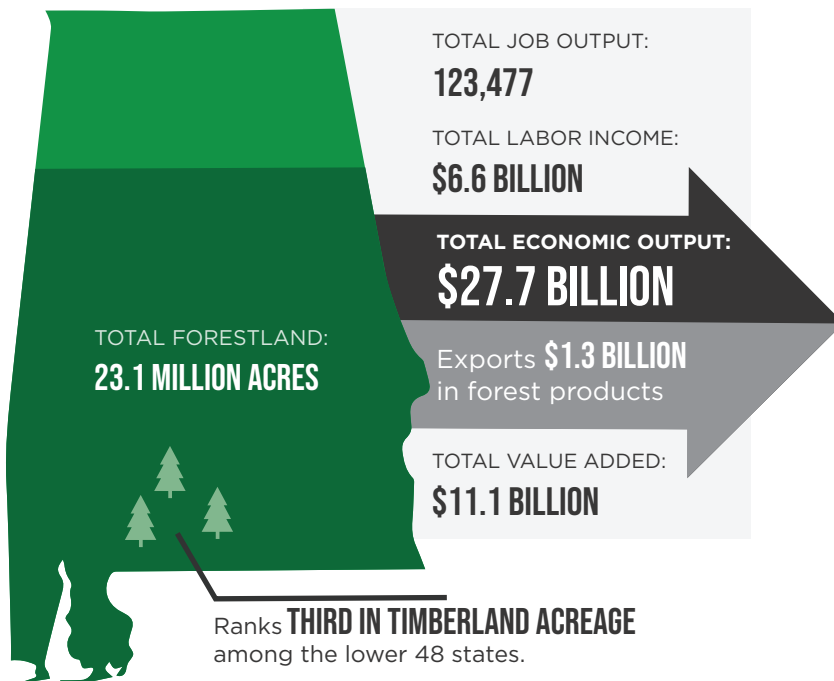 TOTAL JOB OUTPUT:
123,477
TOTAL LABOR INCOME:
$6.6 BILLION
TOTAL ECONOMIC OUTPUT:
$27.7 BILLION
TOTAL FORESTLAND:
23.1 MILLION ACRES
Exports $1.3 BILLION
in forest products
TOTAL VALUE ADDED:
$11.1 BILLION
Ranks THIRD IN TIMBERLAND ACREAGE
among the lower 48 states.